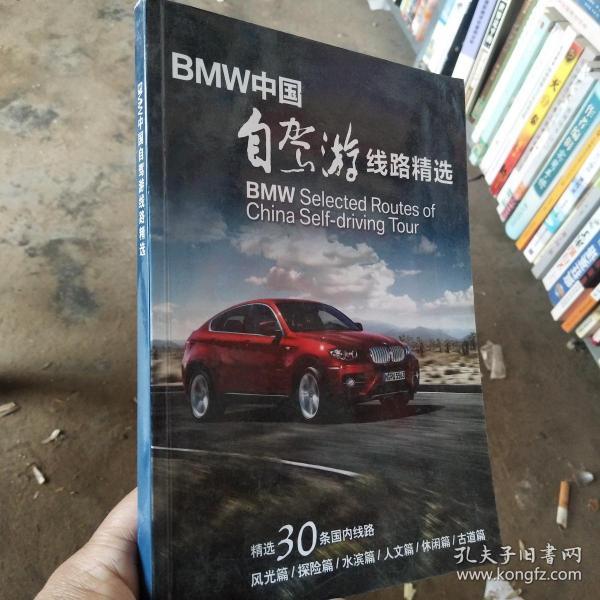 BMW中国
自驾游线路精选
BMW Selected Routes of
China Self-driving Tour
精选30条国内线路
风光篇/探险篇/水滨篇/人文篇/休闲篇/古道篇
BMW中国自驾游线路精选
孔夫子旧书网
www.kongfz.com